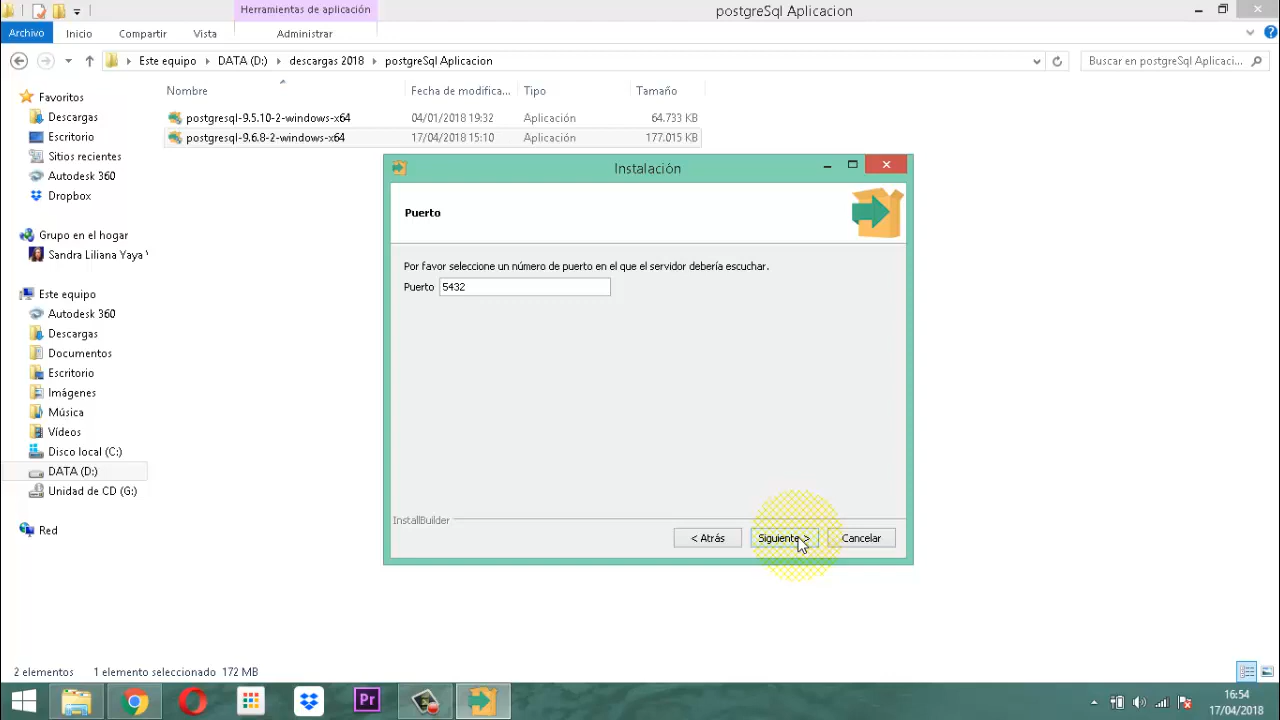 Herramientas de aplicación
postgreSql Aplicacion
Archivo
Inicio
Compartir
Vista
Administrar
Este equipo
DATA (D:)
descargas 2018
postgreSql Aplicacion
Buscar en postgreSql Aplicaci...
Nombre
Fecha de modifica...
Tipo
Tamaño
postgresql-9.5.10-2-windows-x64
04/01/2018 19:32
Aplicación
64.733 KB
postgresql-9.6.8-2-windows-x64
17/04/2018 15:10
Aplicación
177.015 KB
Favoritos
Descargas
Escritorio
Sitios recientes
Autodesk 360
Dropbox
Grupo en el hogar
Sandra Liliana Yaya
Este equipo
Autodesk 360
Descargas
Documentos
Escritorio
Imágenes
Música
Vídeos
Disco local (C:)
DATA (D:)
Unidad de CD (G:)
Red
Instalación
Puerto
Por favor seleccione un número de puerto en el que el servidor debería escuchar.
Puerto 5432
InstallBuilder
< Atrás
Siguiente >
Cancelar
2 elementos
1 elemento seleccionado 172 MB
Pr
16:54
17/04/2018